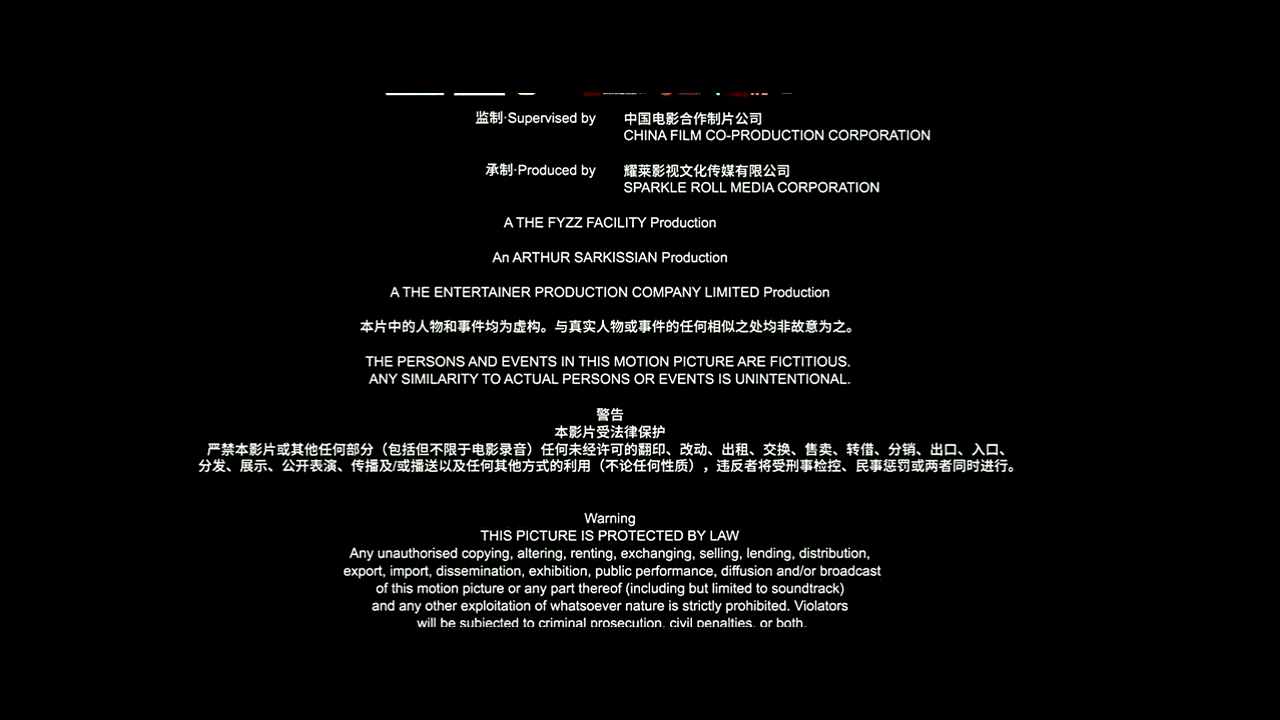 监制·Supervised by 中国电影合作制片公司
CHINA FILM CO-PRODUCTION CORPORATION
承制·Produced by 耀莱影视文化传媒有限公司
SPARKLE ROLL MEDIA CORPORATION
A THE FYZZ FACILITY Production
An ARTHUR SARKISSIAN Production
A THE ENTERTAINER PRODUCTION COMPANY LIMITED Production
本片中的人物和事件均为虚构。与真实人物或事件的任何相似之处均非故意为之。
THE PERSONS AND EVENTS IN THIS MOTION PICTURE ARE FICTITIOUS.
ANY SIMILARITY TO ACTUAL PERSONS OR EVENTS IS UNINTENTIONAL.
警告
本影片受法律保护
严禁本影片或其他任何部分（包括但不限于电影录音）任何未经许可的翻印、改动、出租、交换、售卖、转借、分销、出口、入口、
分发、展示、公开表演、传播及/或播送以及任何其他方式的利用（不论任何性质），违反者将受刑事检控、民事惩罚或两者同时进行。
Warning
THIS PICTURE IS PROTECTED BY LAW
Any unauthorised copying, altering, renting, exchanging, selling, lending, distribution,
export, import, dissemination, exhibition, public performance, diffusion and/or broadcast
of this motion picture or any part thereof (including but limited to soundtrack)
and any other exploitation of whatsoever nature is strictly prohibited. Violators
will be subjected to criminal prosecution, civil penalties, or both.